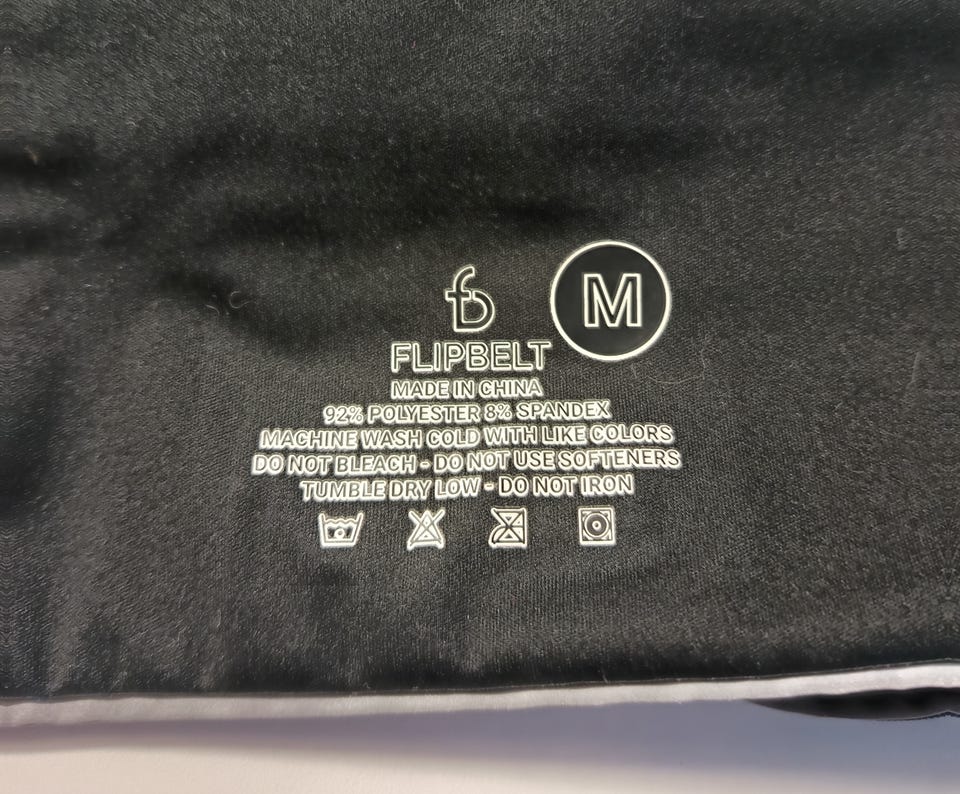 fb
M
FLIPBELT
MADE IN CHINA
92% POLYESTER 8% SPANDEX
MACHINE WASH COLD WITH LIKE COLORS
DO NOT BLEACH - DO NOT USE SOFTENERS
TUMBLE DRY LOW - DO NOT IRON